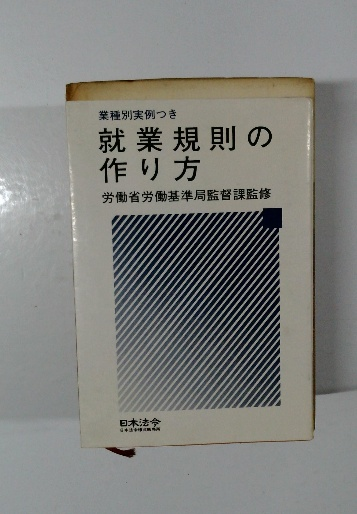 業種別実例つき
就業規則の
作り方
労働省労働基準局監督課監修
日本法令